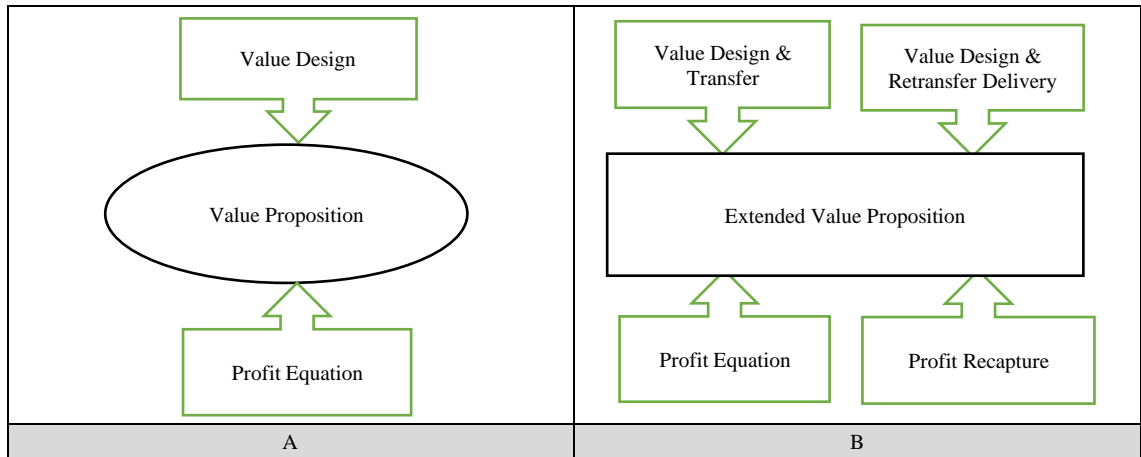 Value Design
Value Proposition
Profit Equation
A
Value Design &
Transfer
Value Design &
Retransfer Delivery
Extended Value Proposition
Profit Equation
Profit Recapture
B